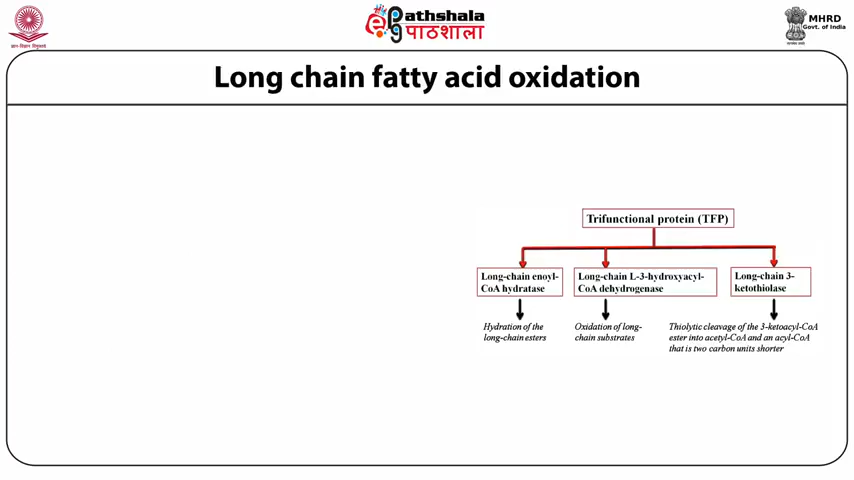 ज्ञान-विज्ञान विमुक्तये
Pathshala
पाठशाला
MHRD
Govt. of India
Long chain fatty acid oxidation
Trifunctional protein (TFP)
Long-chain enoyl-
CoA hydratase
Long-chain L-3-hydroxyacyl-
CoA dehydrogenase
Long-chain 3-
ketothiolase
Hydration of the
long-chain esters
Oxidation of long-
chain substrates
Thiolytic cleavage of the 3-ketoacyl-CoA
ester into acetyl-CoA and an acyl-CoA
that is two carbon units shorter